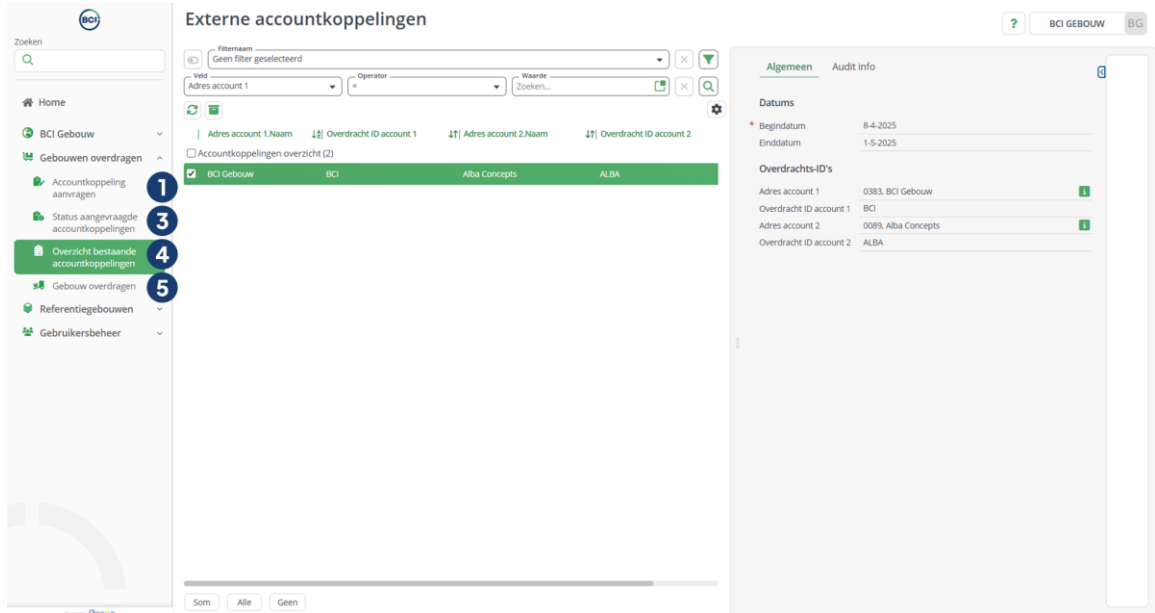 BCI
Externe accountkoppelingen
?
BCI GEBOUW
BG
Zoeken
Home
BCI Gebouw
Gebouwen overdragen
Accountkoppeling
aanvragen
1
Status aangevraagde
accountkoppelingen
3
Overzicht bestaande
accountkoppelingen
4
Gebouw overdragen
5
Referentiegebouwen
Gebruikersbeheer
Filternaam
Geen filter geselecteerd
Veld
Adres account 1
Operator
=
Waarde
Zoeken...
Adres account 1.Naam
Overdracht ID account 1
Adres account 2.Naam
Overdracht ID account 2
Accountkoppelingen overzicht (2)
BCI Gebouw
BCI
Alba Concepts
ALBA
Som
Alle
Geen
Algemeen
Audit info
Datums
* Begindatum 8-4-2025
Einddatum 1-5-2025
Overdrachts-ID's
Adres account 1 0383, BCI Gebouw i
Overdracht ID account 1 BCI
Adres account 2 0089, Alba Concepts i
Overdracht ID account 2 ALBA